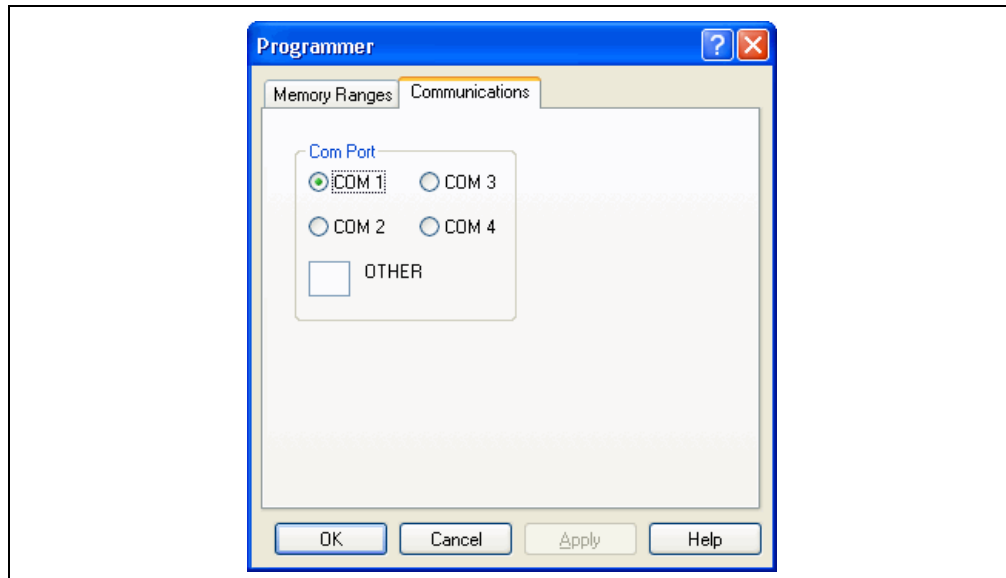 Programmer
Memory Ranges Communications
Com Port
COM 1 COM 3
COM 2 COM 4
OTHER
OK Cancel Apply Help